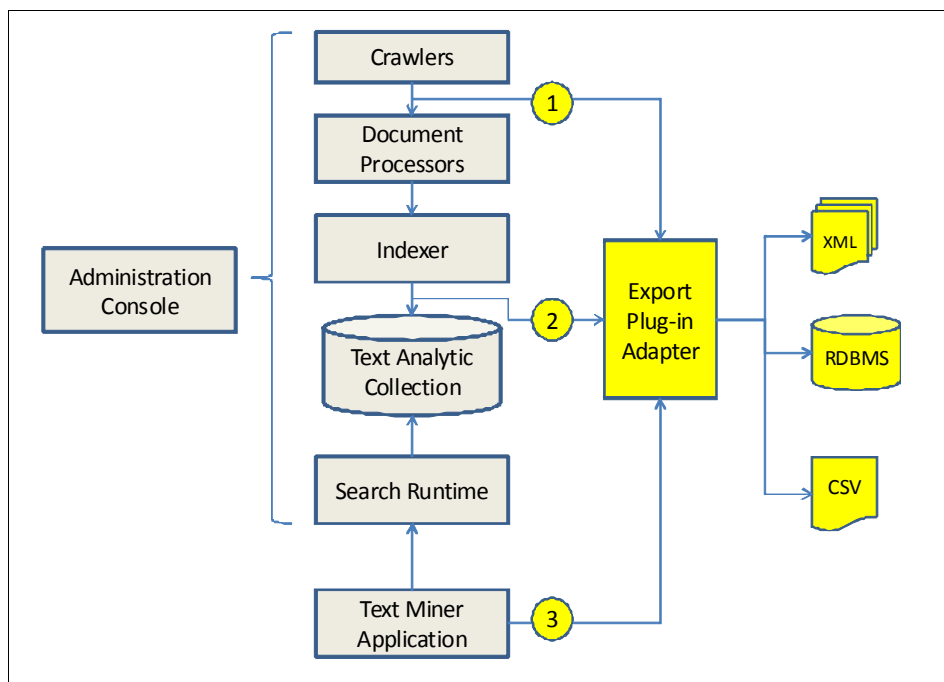 Crawlers
1
Document
Processors
Indexer
Administration
Console
2
Export
Plug-in
Adapter
XML
RDBMS
CSV
Text Analytic
Collection
Search Runtime
Text Miner
Application
3